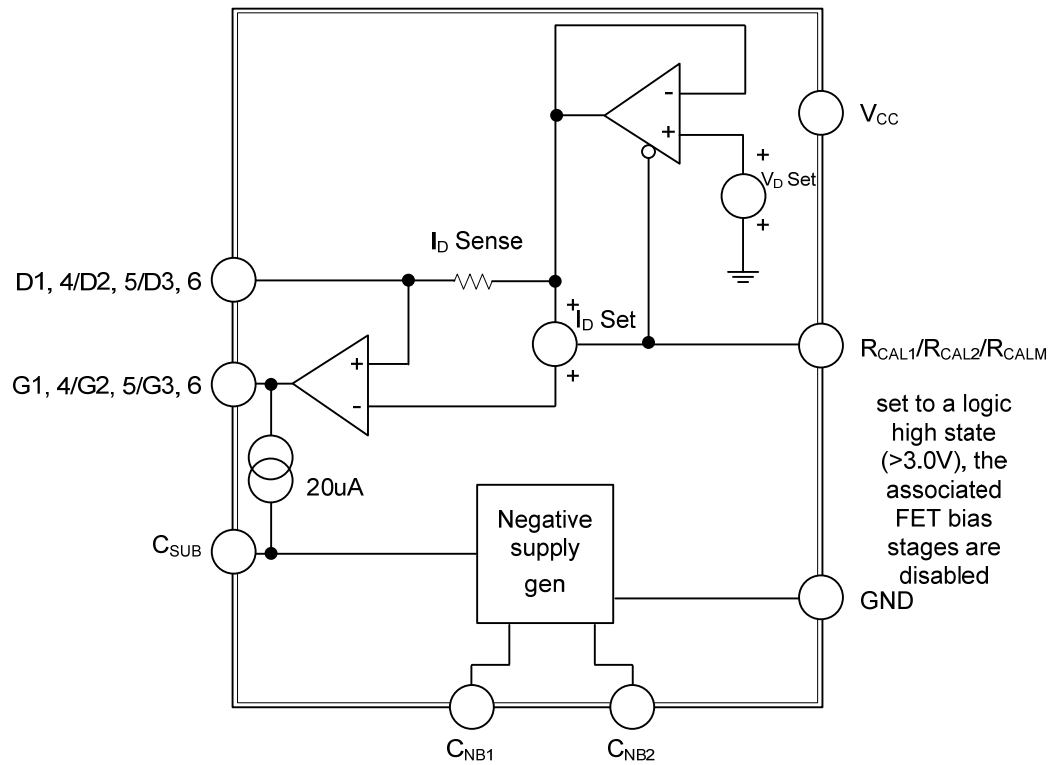 -
+
+
V_D Set
+
V_CC
I_D Sense
D1, 4/D2, 5/D3, 6
+
I_D Set
+
R_CAL1/R_CAL2/R_CALM
G1, 4/G2, 5/G3, 6
+
-
set to a logic
high state
(>3.0V), the
associated
FET bias
stages are
disabled
20uA
C_SUB
Negative
supply
gen
GND
C_NB1
C_NB2